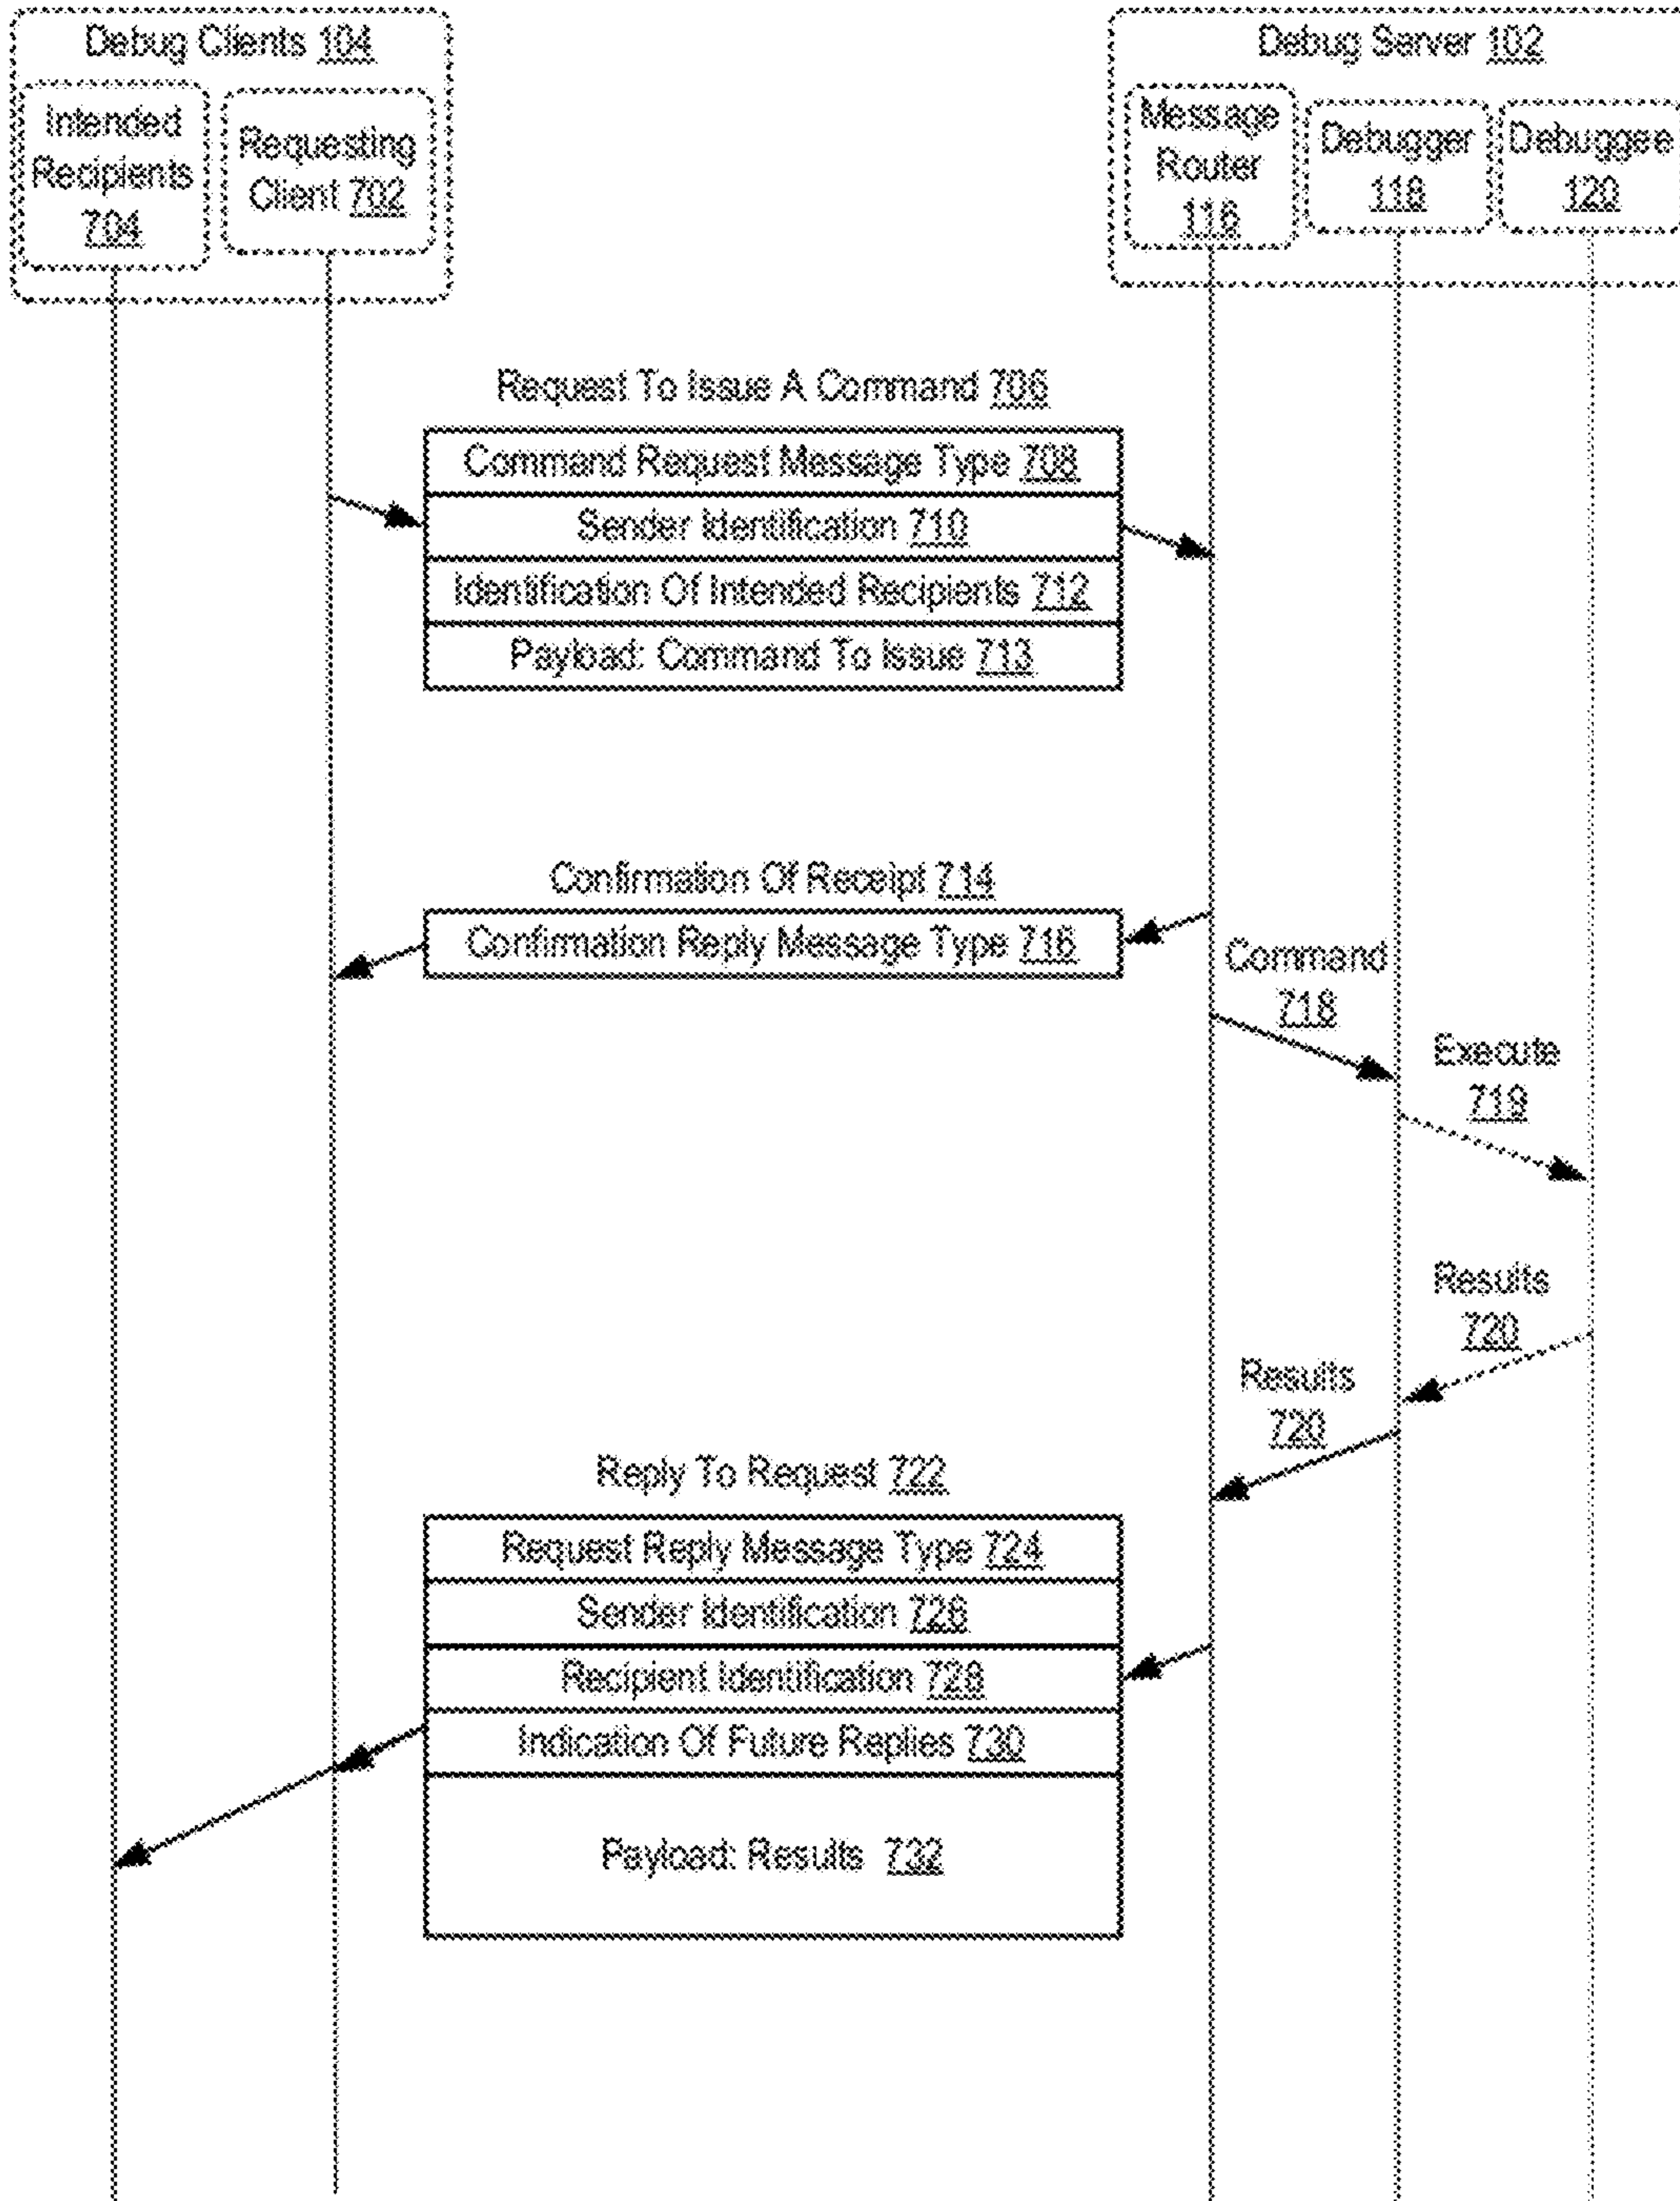 Debug Clients 104
Intended
Recipients
704
Requesting
Client 702
Debug Server 102
Message
Router
116
Debugger
118
Debuggee
120
Request To Issue A Command 706
Command Request Message Type 708
Sender Identification 710
Identification Of Intended Recipients 712
Payload: Command To Issue 713
Confirmation Of Receipt 714
Confirmation Reply Message Type 716
Command
718
Execute
719
Results
720
Results
720
Reply To Request 722
Request Reply Message Type 724
Sender Identification 726
Recipient Identification 728
Indication Of Future Replies 730
Payload: Results 732